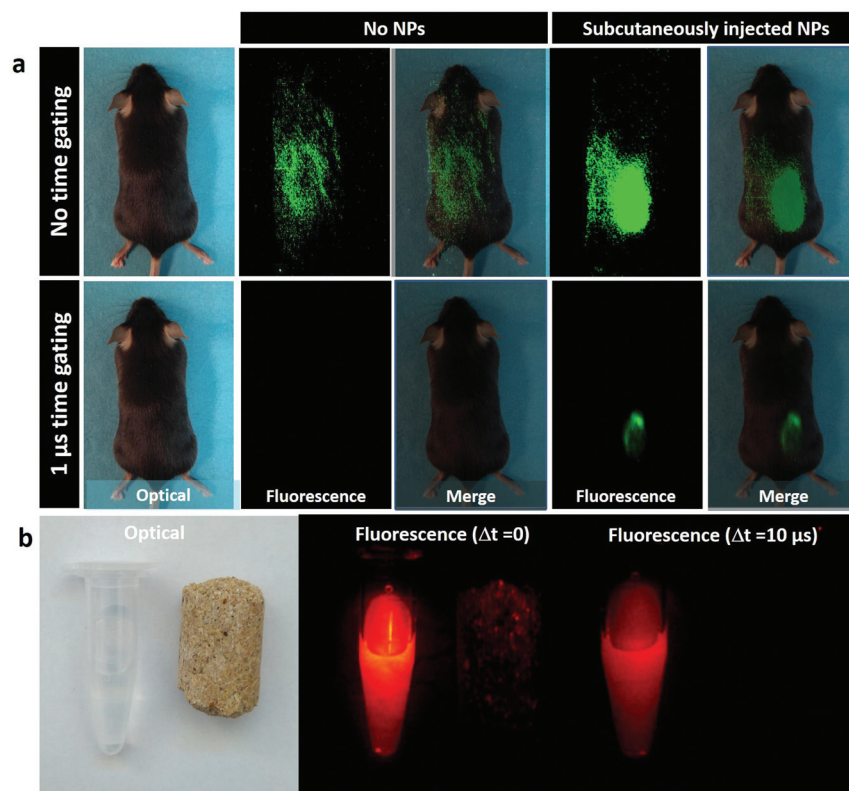 No NPs
Subcutaneously injected NPs
a
No time gating
1 µs time gating
Optical
Fluorescence
Merge
Fluorescence
Merge
b
Optical
Fluorescence (Δt =0)
Fluorescence (Δt =10 µs)*